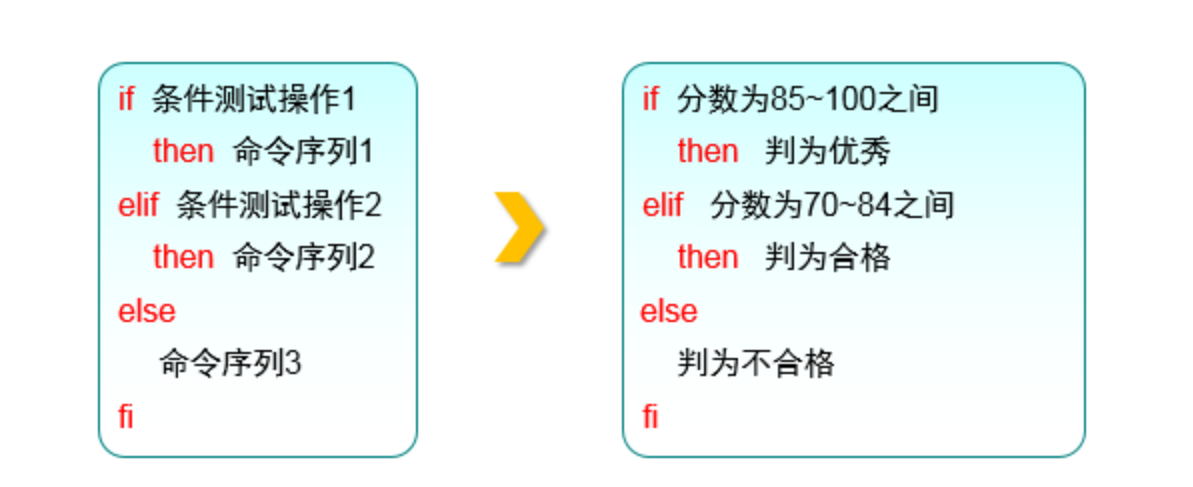 if 条件测试操作1
then 命令序列1
elif 条件测试操作2
then 命令序列2
else
命令序列3
fi
if 分数为85~100之间
then 判为优秀
elif 分数为70~84之间
then 判为合格
else
判为不合格
fi